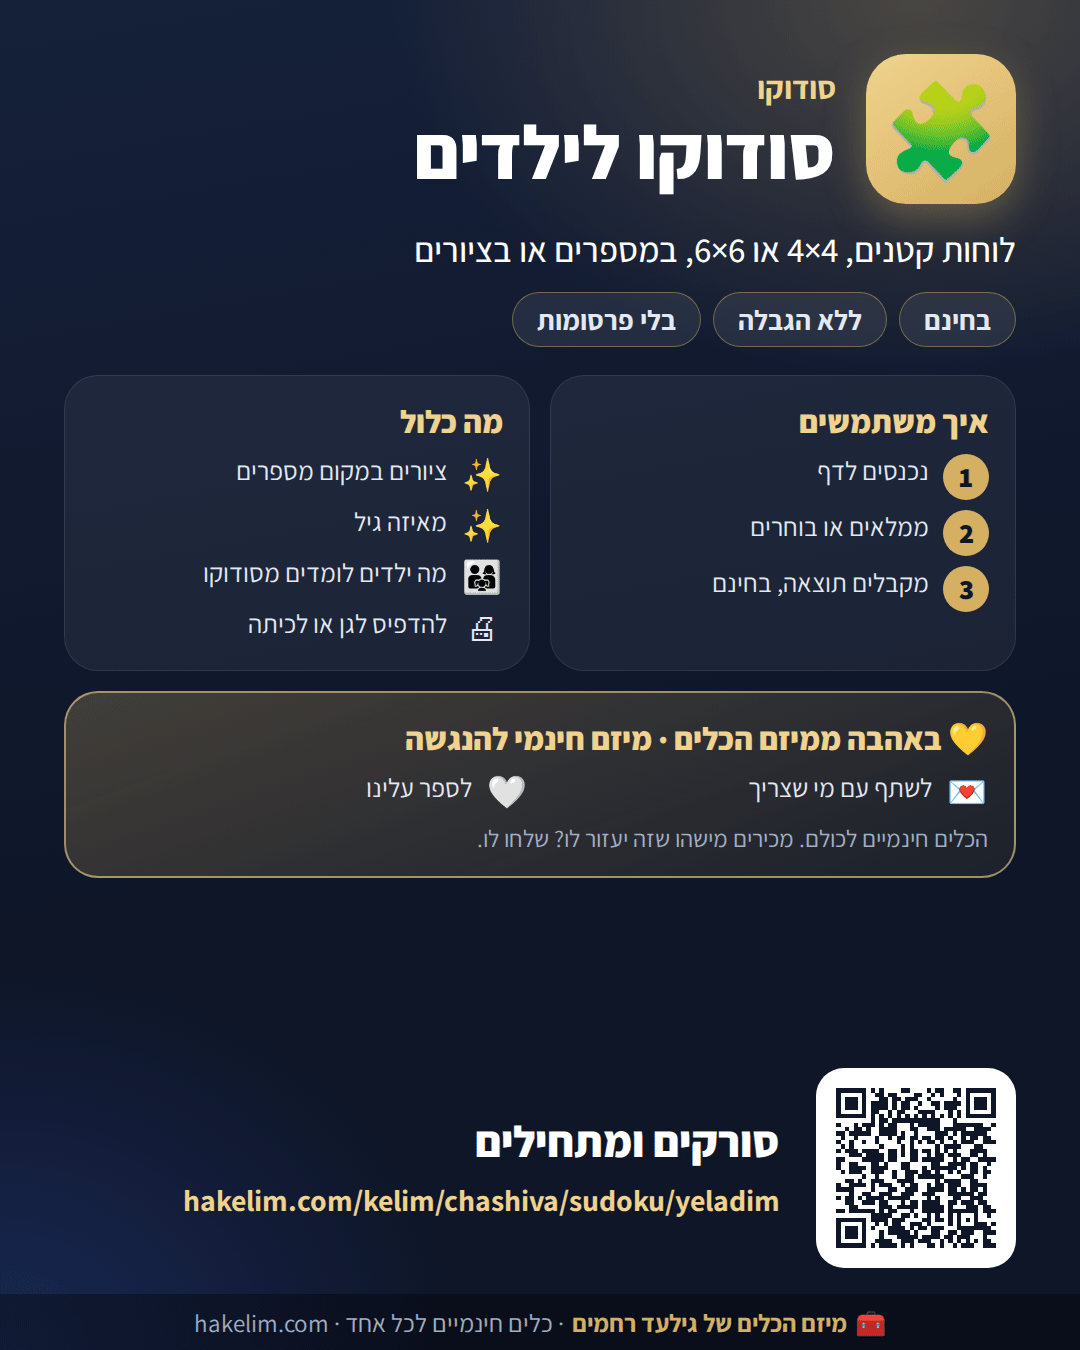 סודוקו
סודוקו לילדים
לוחות קטנים, 4×4 או 6×6, במספרים או בציורים
בחינם
ללא הגבלה
בלי פרסומות
איך משתמשים
1 נכנסים לדף
2 ממלאים או בוחרים
3 מקבלים תוצאה, בחינם
מה כלול
ציורים במקום מספרים
מאיזה גיל
מה ילדים לומדים מסודוקו
להדפיס לגן או לכיתה
באהבה ממיזם הכלים · מיזם חינמי להנגשה
לשתף עם מי שצריך
לספר עלינו
הכלים חינמיים לכולם. מכירים מישהו שזה יעזור לו? שלחו לו.
סורקים ומתחילים
hakelim.com/kelim/chashiva/sudoku/yeladim
מיזם הכלים של גילעד רחמים · כלים חינמיים לכל אחד · hakelim.com